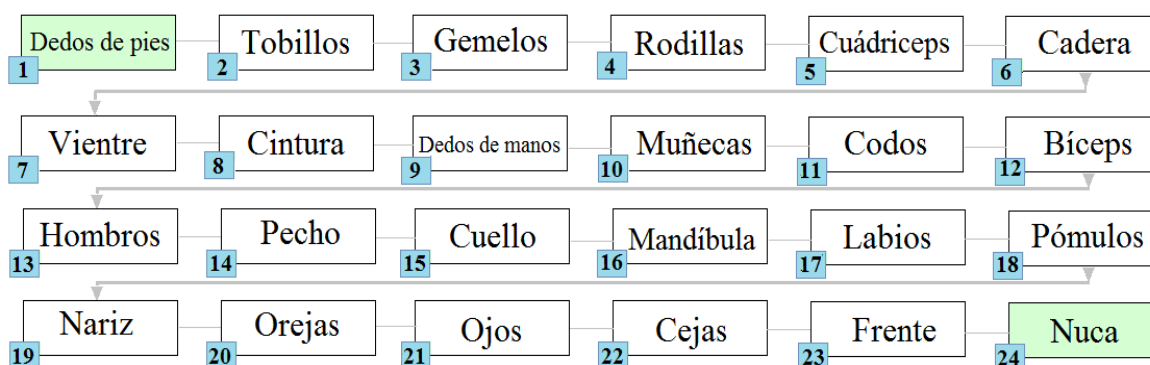 Dedos de pies
1
Tobillos
2
Gemelos
3
Rodillas
4
Cuádriceps
5
Cadera
6
Vientre
7
Cintura
8
Dedos de manos
9
Muñecas
10
Codos
11
Bíceps
12
Hombros
13
Pecho
14
Cuello
15
Mandíbula
16
Labios
17
Pómulos
18
Nariz
19
Orejas
20
Ojos
21
Cejas
22
Frente
23
Nuca
24